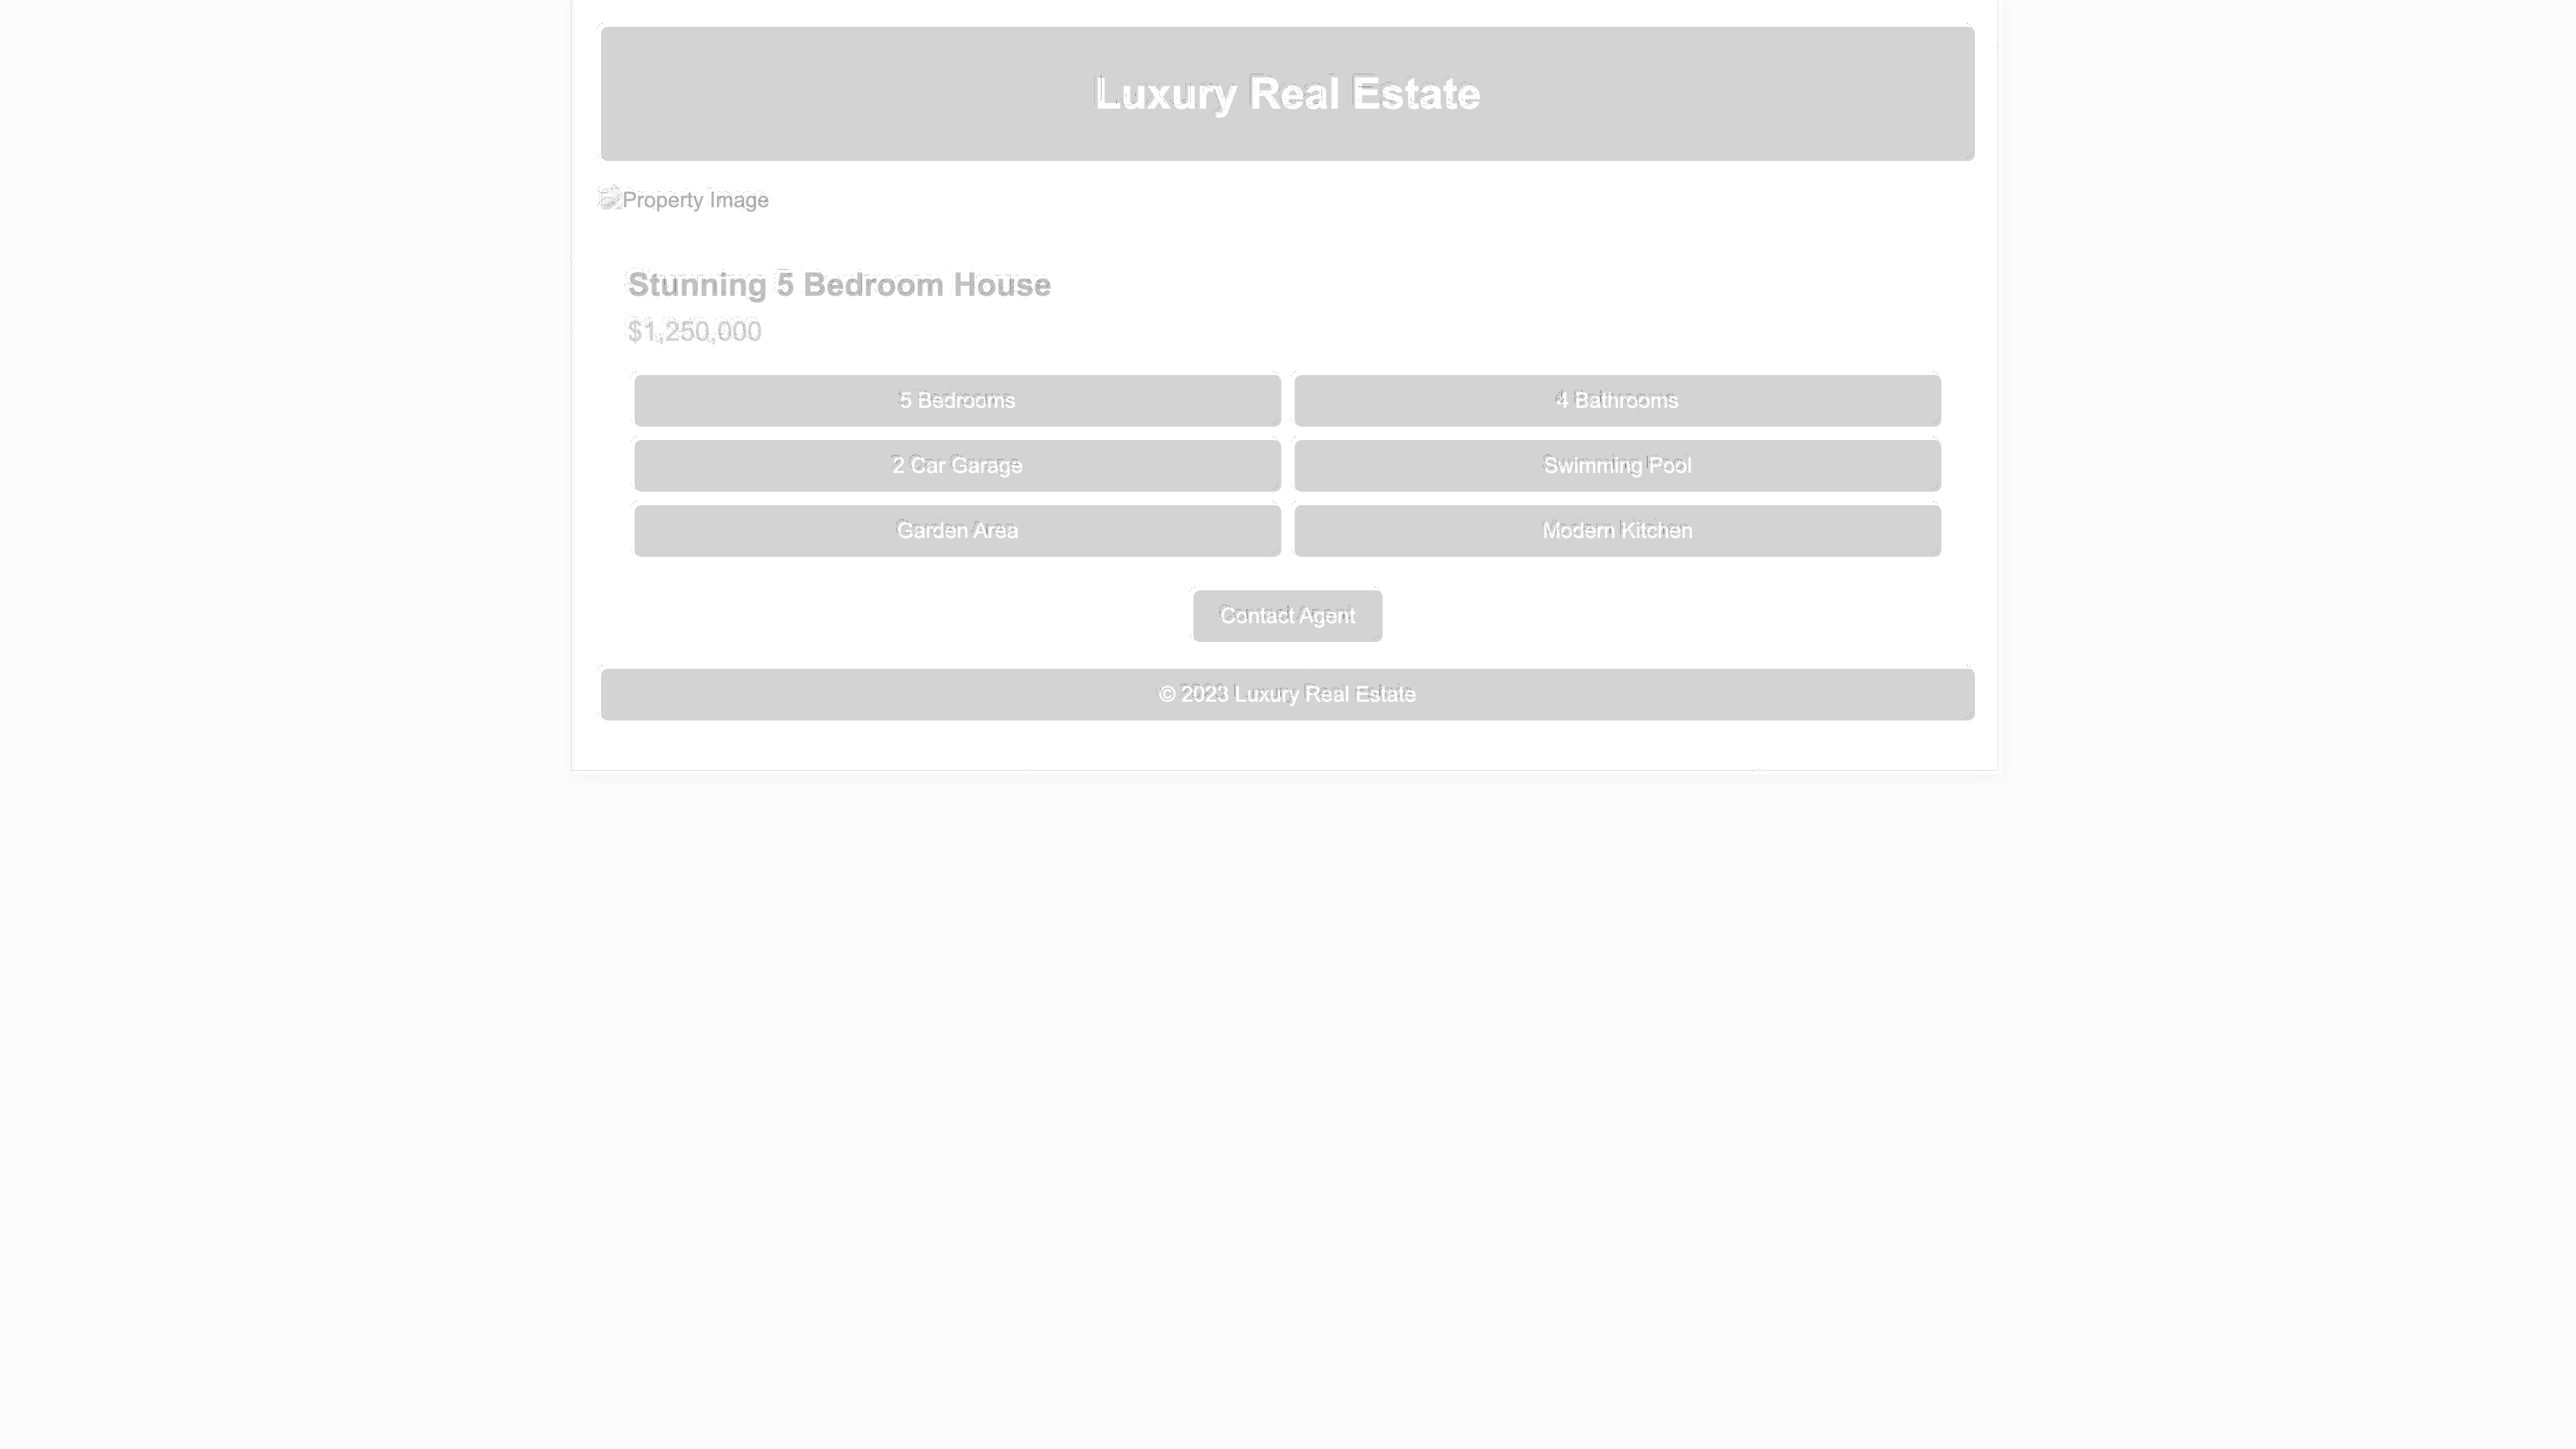 Luxury Real Estate
Property Image
Stunning 5 Bedroom House
$1,250,000
5 Bedrooms
4 Bathrooms
2 Car Garage
Swimming Pool
Garden Area
Modern Kitchen
Contact Agent
© 2023 Luxury Real Estate